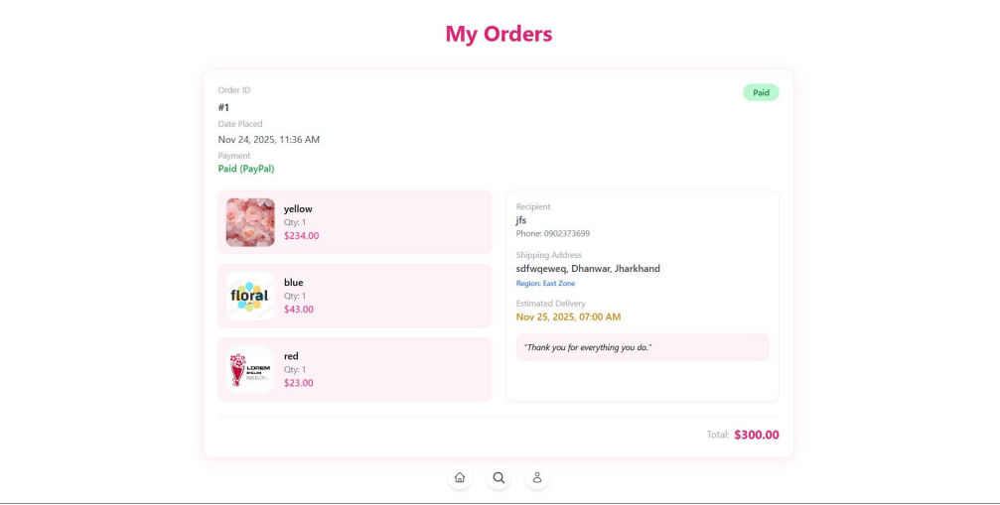 My Orders
Order ID
Paid
#1
Date Placed
Nov 24, 2025, 11:36 AM
Payment
Paid (PayPal)
yellow
Qty: 1
$234.00
floral
blue
Qty: 1
$43.00
LOREM
red
Qty: 1
$23.00
Recipient
jfs
Phone: 0902373699
Shipping Address
sdfwqeweq, Dhanwar, Jharkhand
Region: East Zone
Estimated Delivery
Nov 25, 2025, 07:00 AM
"Thank you for everything you do."
Total: $300.00